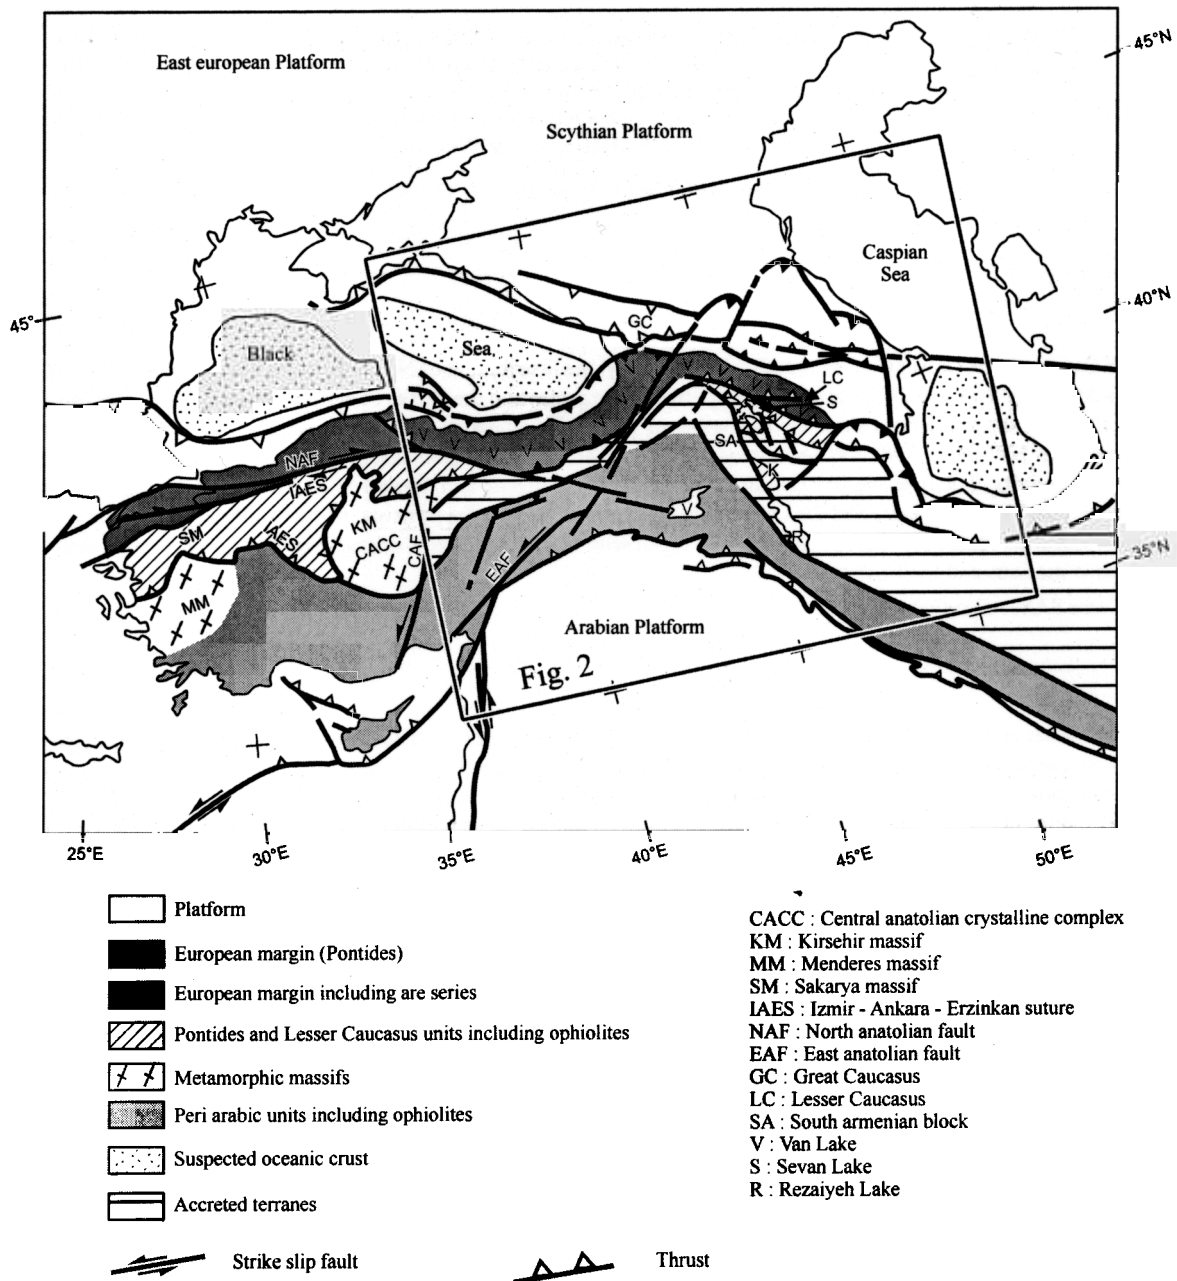 East european Platform
45°N
Scythian Platform
Caspian
Sea
40°N
45°
GC
Black
Sea
LC
S
NAF
SA
IAES
K
KM
V
SM
AES
CACC
CAF
R
EAF
35°N
MM
Arabian Platform
Fig. 2
25°E
30°E
35°E
40°E
45°E
50°E
Platform
European margin (Pontides)
European margin including are series
Pontides and Lesser Caucasus units including ophiolites
Metamorphic massifs
Peri arabic units including ophiolites
Suspected oceanic crust
Accreted terranes
Strike slip fault
Thrust
CACC : Central anatolian crystalline complex
KM : Kirsehir massif
MM : Menderes massif
SM : Sakarya massif
IAES : Izmir - Ankara - Erzinkan suture
NAF : North anatolian fault
EAF : East anatolian fault
GC : Great Caucasus
LC : Lesser Caucasus
SA : South armenian block
V : Van Lake
S : Sevan Lake
R : Rezaiyeh Lake